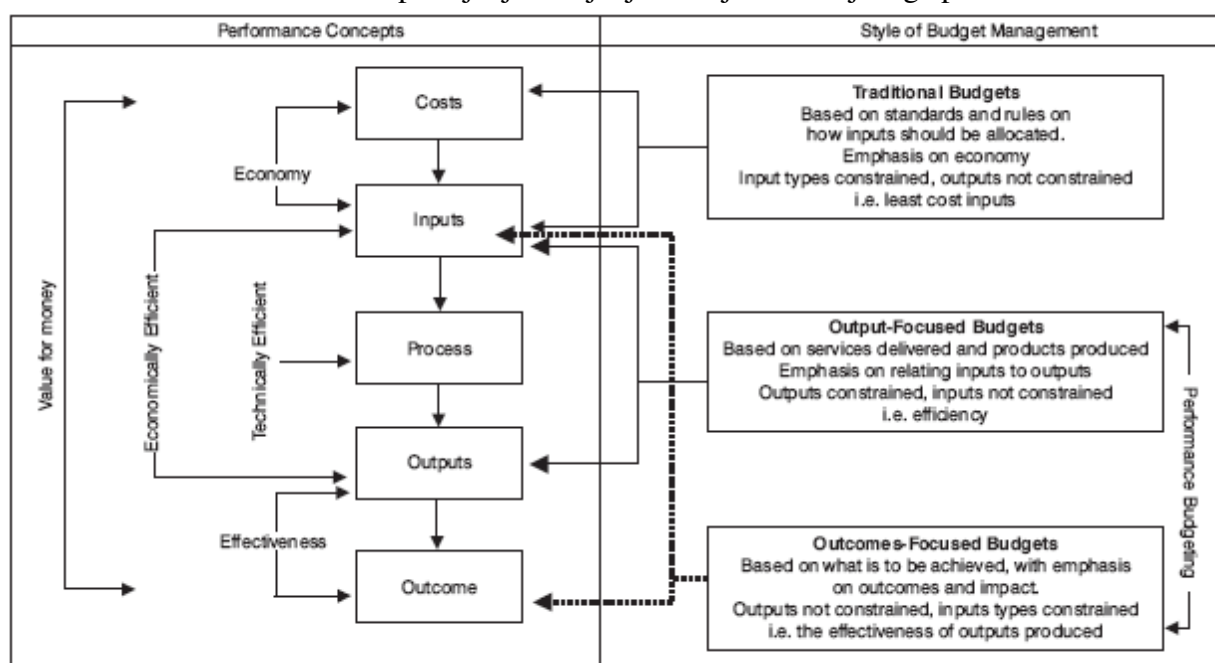 Performance Concepts
Style of Budget Management
Costs
Economy
Inputs
Value for money
Economically Efficient
Technically Efficient
Process
Outputs
Effectiveness
Outcome
Traditional Budgets
Based on standards and rules on
how inputs should be allocated.
Emphasis on economy
Input types constrained, outputs not constrained
i.e. least cost inputs
Output-Focused Budgets
Based on services delivered and products produced
Emphasis on relating inputs to outputs
Outputs constrained, inputs not constrained
i.e. efficiency
Performance Budgeting
Outcomes-Focused Budgets
Based on what is to be achieved, with emphasis
on outcomes and impact.
Outputs not constrained, inputs types constrained
i.e. the effectiveness of outputs produced